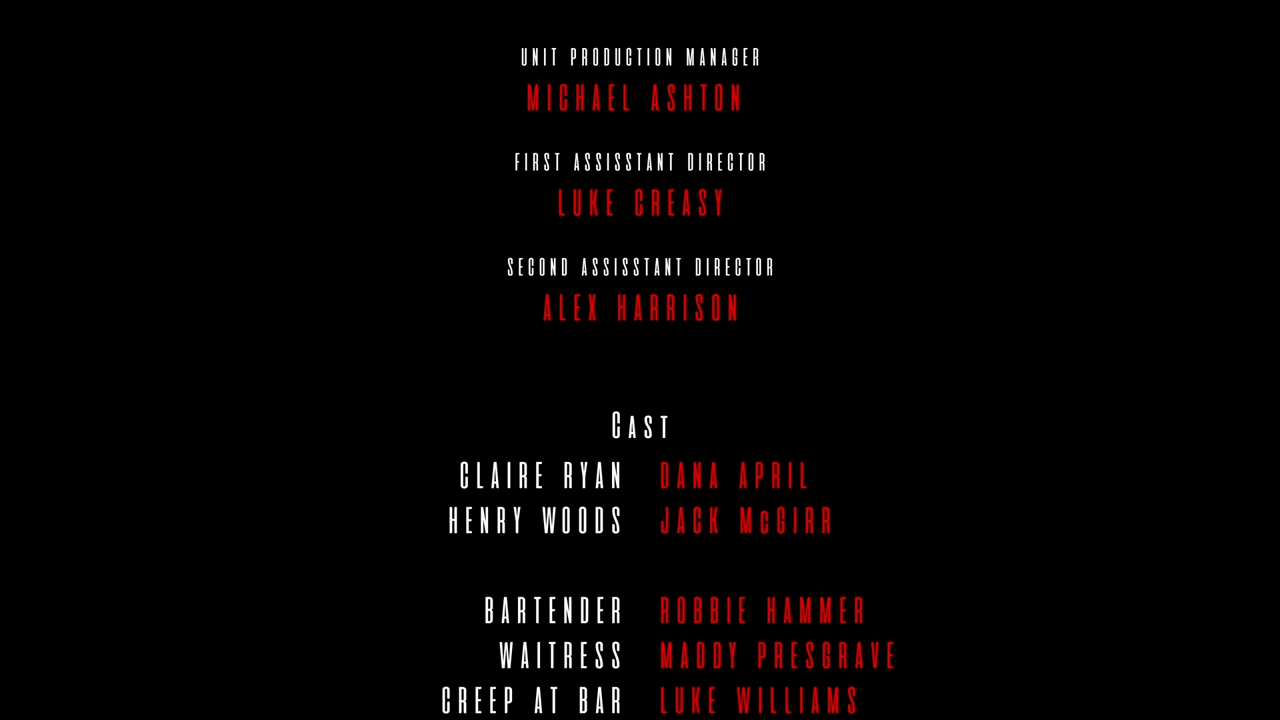 UNIT PRODUCTION MANAGER
MICHAEL ASHTON
FIRST ASSISSTANT DIRECTOR
LUKE CREASY
SECOND ASSISSTANT DIRECTOR
ALEX HARRISON
CAST
CLAIRE RYAN DANA APRIL
HENRY WOODS JACK McGIRR
BARTENDER ROBBIE HAMMER
WAITRESS MADDY PRESGRAVE
CREEP AT BAR LUKE WILLIAMS